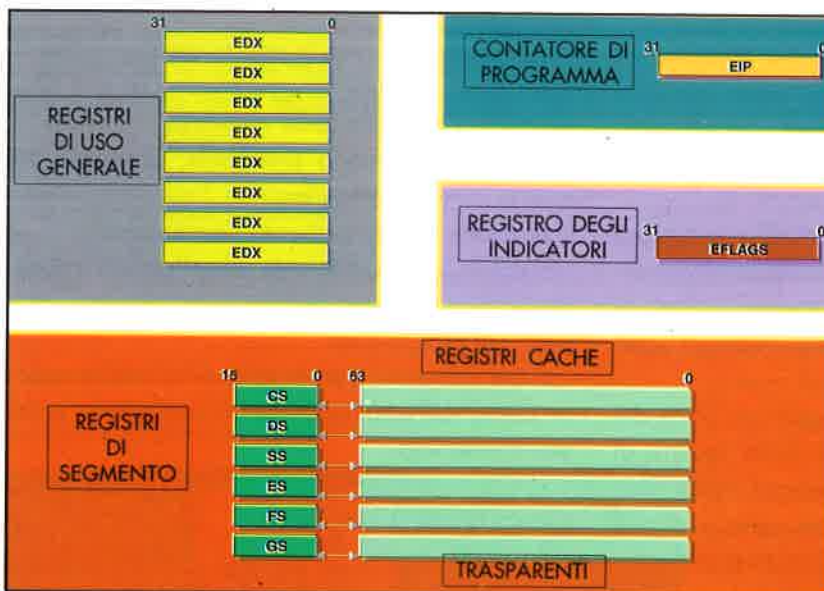 31 0
EDX
EDX
EDX
EDX
EDX
EDX
EDX
EDX
REGISTRI
DI USO
GENERALE
CONTATORE DI
PROGRAMMA
31 0
EIP
REGISTRO DEGLI
INDICATORI
31 0
EFLAGS
REGISTRI CACHE
REGISTRI
DI
SEGMENTO
15 0 63 0
CS
DS
SS
ES
FS
GS
TRASPARENTI